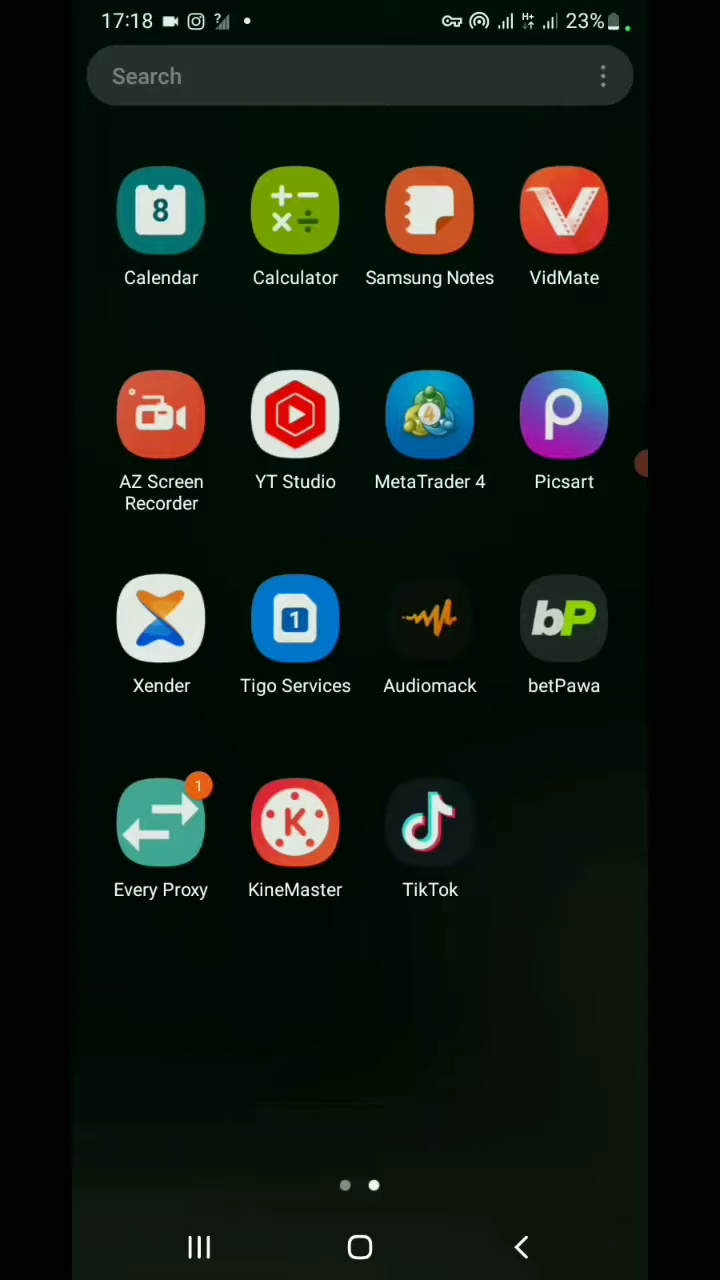 17:18 H+ 23%
Search
8
Calendar Calculator Samsung Notes VidMate
4
AZ Screen YT Studio MetaTrader 4 Picsart
Recorder
1 bP
Xender Tigo Services Audiomack betPawa
1
K
Every Proxy KineMaster TikTok